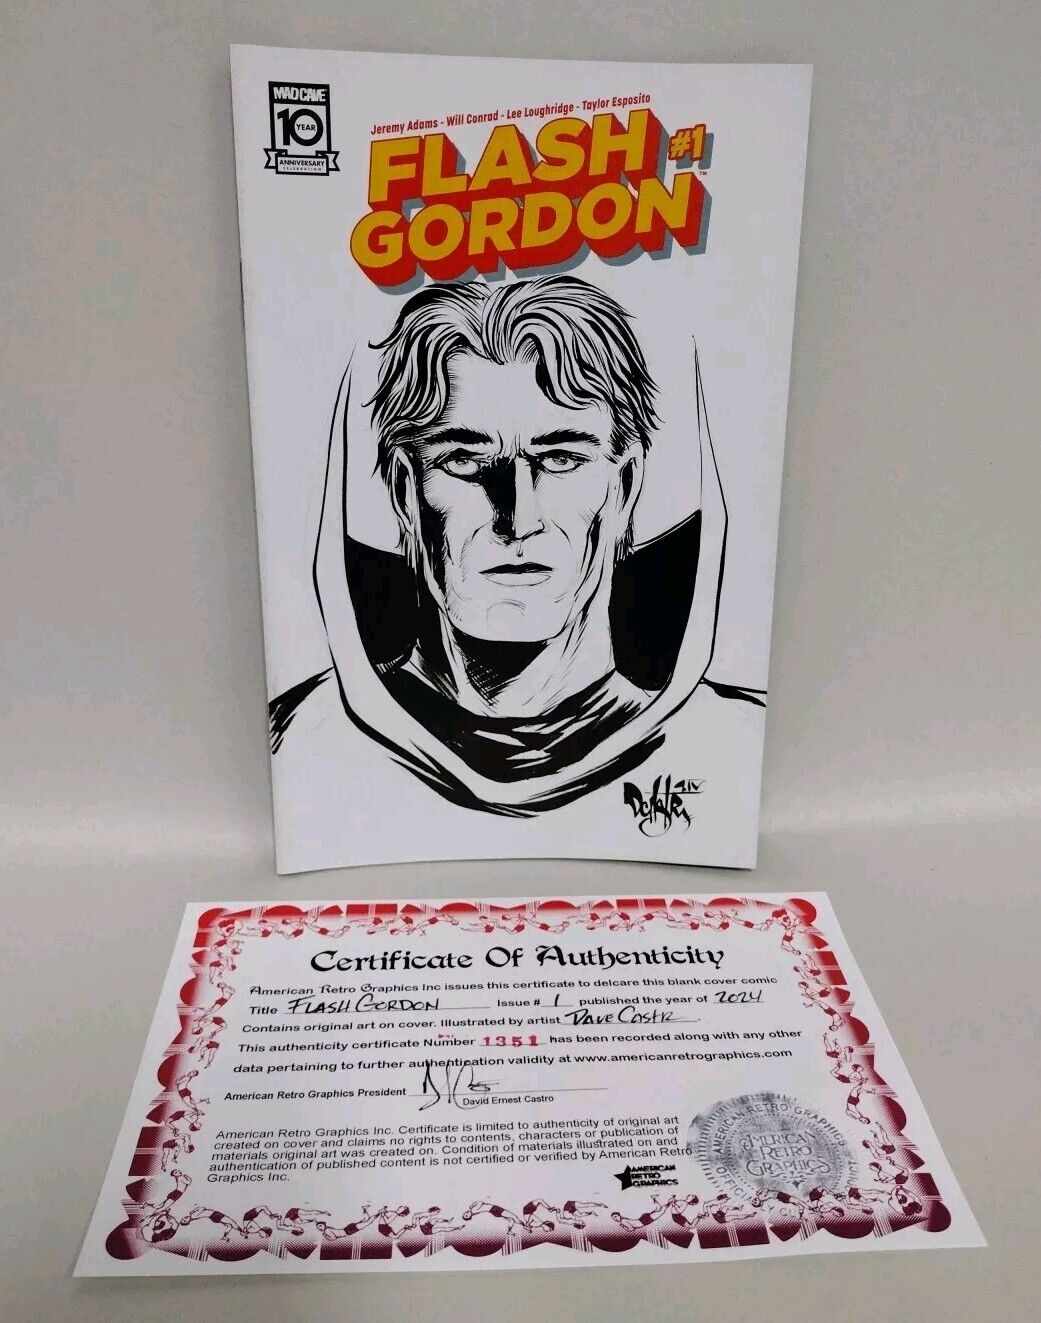 MAD CAVE
10
YEAR
ANNIVERSARY
CELEBRATION
Jeremy Adams - Will Conrad - Lee Loughridge - Taylor Esposito
FLASH #1
GORDON™
Certificate Of Authenticity
American Retro Graphics Inc issues this certificate to delcare this blank cover comic
Title FLASH GORDON Issue # 1 published the year of 2024
Contains original art on cover. Illustrated by artist DAVE CASTR.
This authenticity certificate Number 1351 has been recorded along with any other
data pertaining to further authentication validity at www.americanretrographics.com
American Retro Graphics President
David Ernest Castro
American Retro Graphics Inc. Certificate is limited to authenticity of original art
created on cover and claims no rights to contents, characters or publication of
materials original art was created on. Condition of materials illustrated on and
authentication of published content is not certified or verified by American Retro
Graphics Inc.
AMERICAN
RETRO
GRAPHICS
AMERICAN RETRO GRAPHICS
AMERICAN
RETRO
GRAPHICS